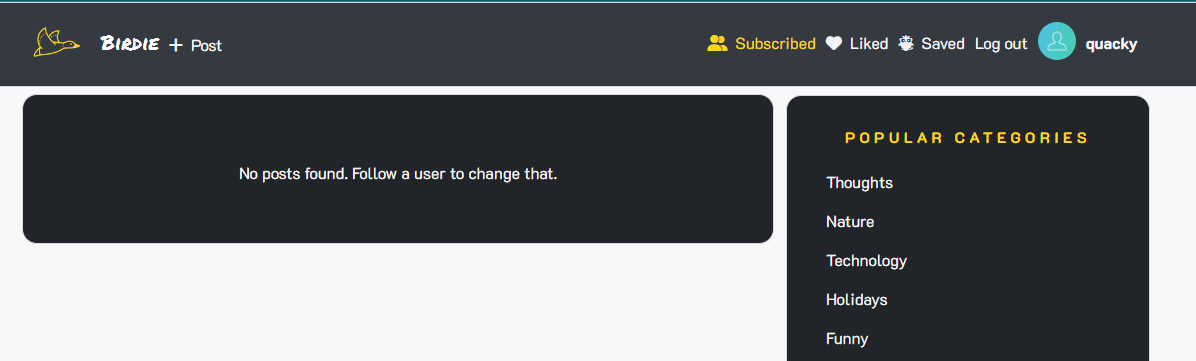 Birdie + Post Subscribed Liked Saved Log out quacky
No posts found. Follow a user to change that.
POPULAR CATEGORIES
Thoughts
Nature
Technology
Holidays
Funny